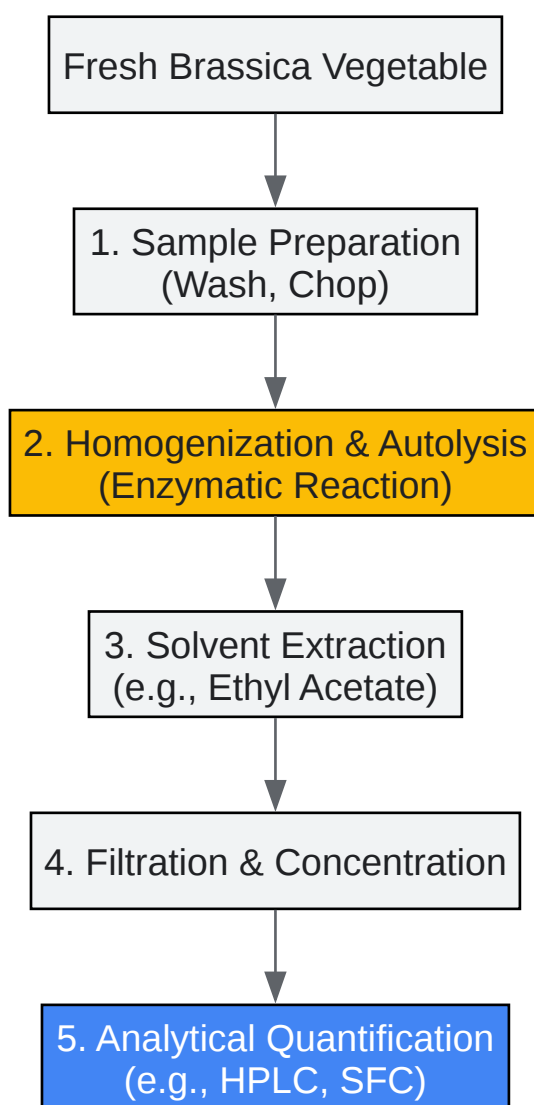 Fresh Brassica Vegetable
1. Sample Preparation
(Wash, Chop)
2. Homogenization & Autolysis
(Enzymatic Reaction)
3. Solvent Extraction
(e.g., Ethyl Acetate)
4. Filtration & Concentration
5. Analytical Quantification
(e.g., HPLC, SFC)